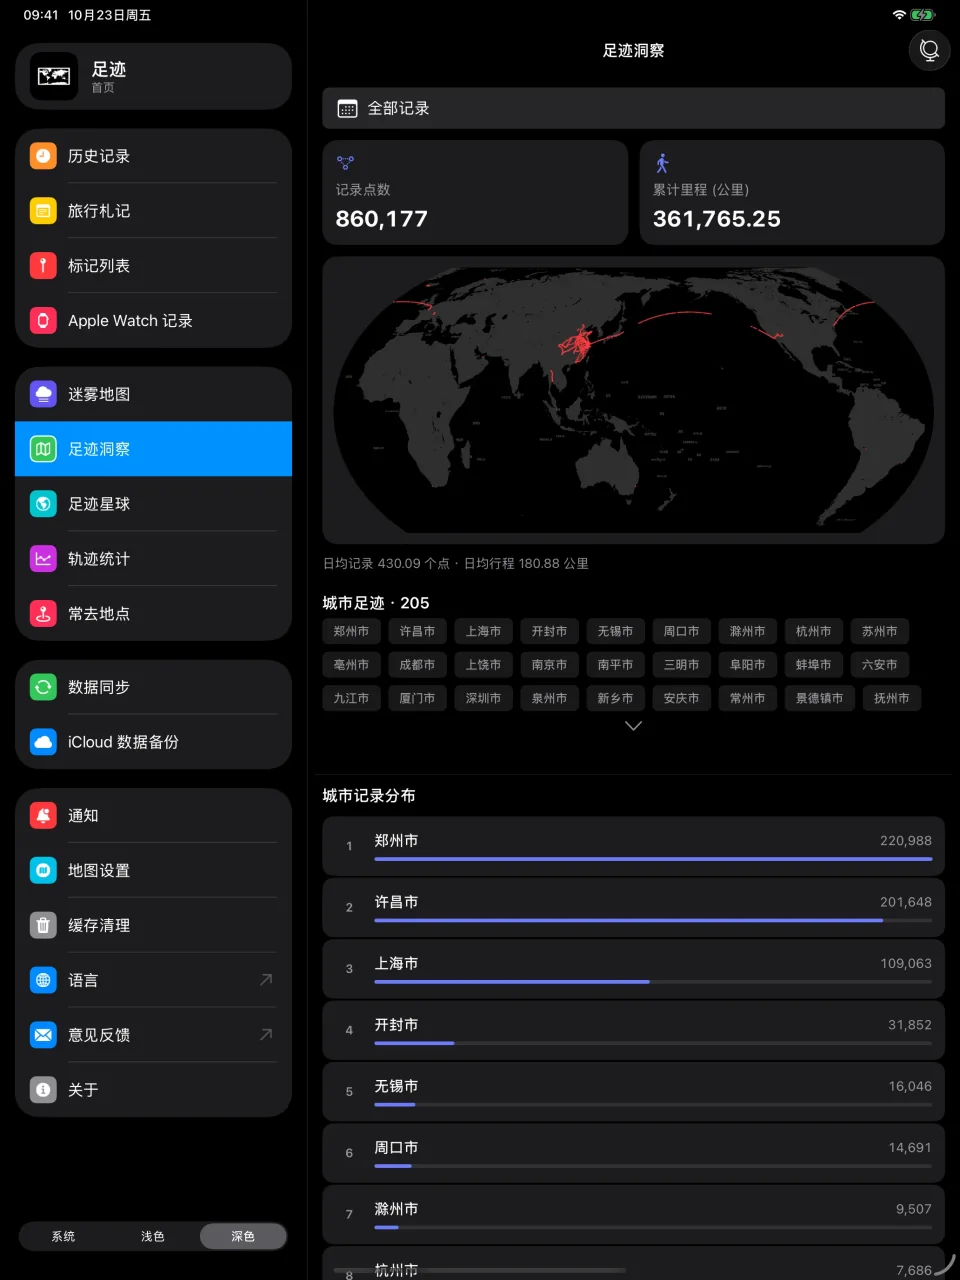 09:41 10月23日周五
足迹
首页
历史记录
旅行札记
标记列表
Apple Watch 记录
迷雾地图
足迹洞察
足迹星球
轨迹统计
常去地点
数据同步
iCloud 数据备份
通知
地图设置
缓存清理
语言
意见反馈
关于
系统 浅色 深色
足迹洞察
全部记录
记录点数
860,177
累计里程 (公里)
361,765.25
日均记录 430.09 个点 · 日均行程 180.88 公里
城市足迹 · 205
郑州市 许昌市 上海市 开封市 无锡市 周口市 滁州市 杭州市 苏州市
亳州市 成都市 上饶市 南京市 南平市 三明市 阜阳市 蚌埠市 六安市
九江市 厦门市 深圳市 泉州市 新乡市 安庆市 常州市 景德镇市 抚州市
城市记录分布
1 郑州市 220,988
2 许昌市 201,648
3 上海市 109,063
4 开封市 31,852
5 无锡市 16,046
6 周口市 14,691
7 滁州市 9,507
8 杭州市 7,686